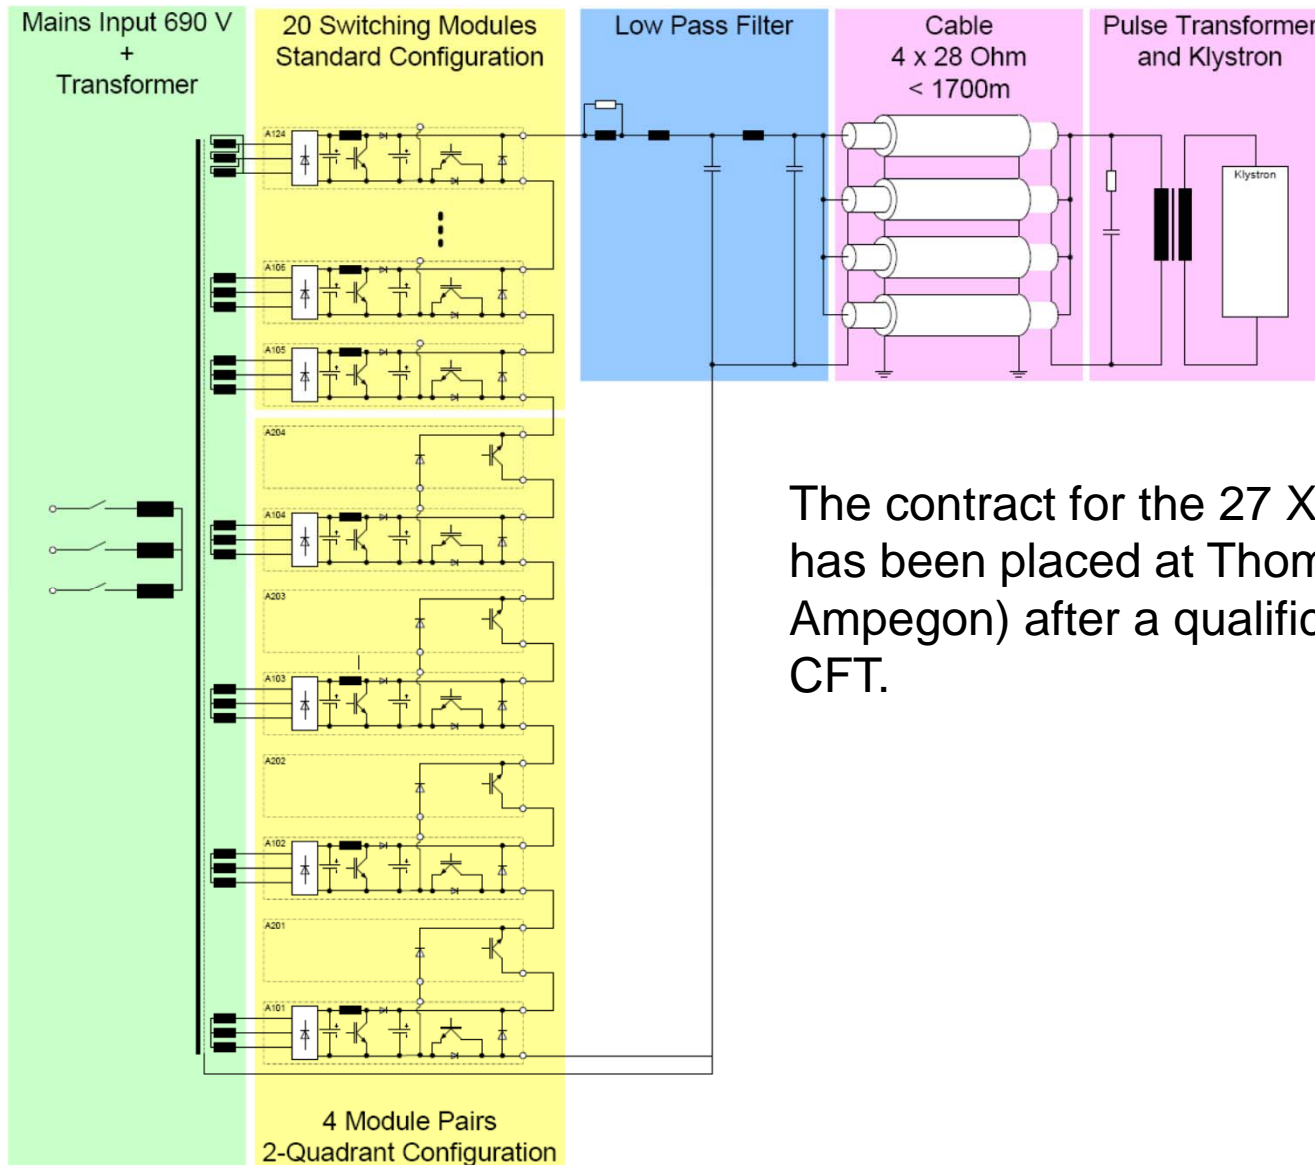 Mains Input 690 V
+
Transformer
20 Switching Modules
Standard Configuration
Low Pass Filter
Cable
4 x 28 Ohm
< 1700m
Pulse Transformer
and Klystron
A124
A106
A105
A204
A104
A203
A103
A202
A102
A201
A101
Klystron
4 Module Pairs
2-Quadrant Configuration
The contract for the 27 X
has been placed at Thom
Ampegon) after a qualific
CFT.